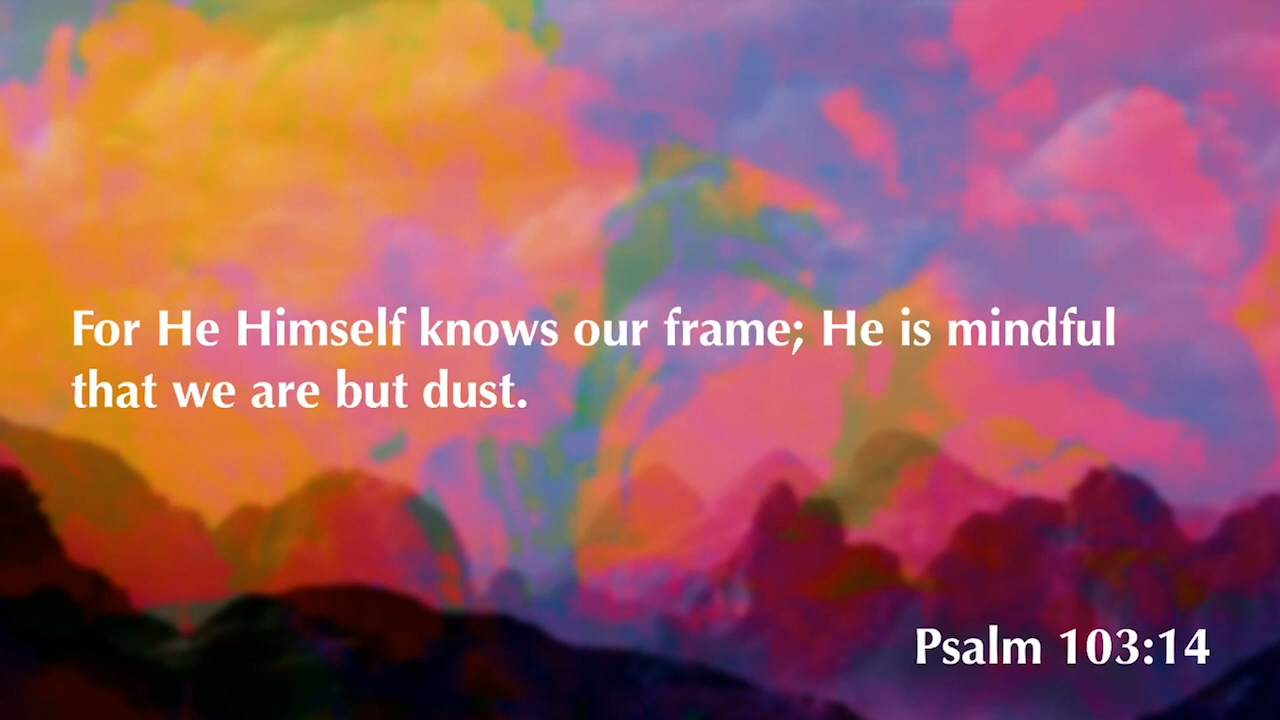 For He Himself knows our frame; He is mindful
that we are but dust.
Psalm 103:14